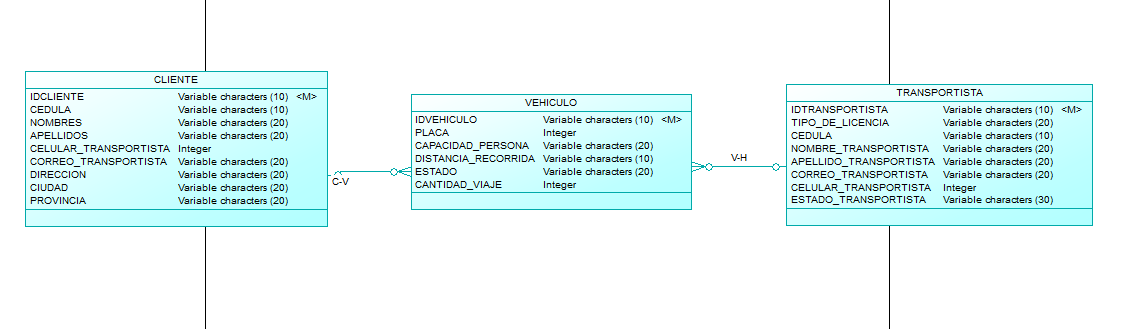 CLIENTE
IDCLIENTE Variable characters (10) <M>
CEDULA Variable characters (10)
NOMBRES Variable characters (20)
APELLIDOS Variable characters (20)
CELULAR_TRANSPORTISTA Integer
CORREO_TRANSPORTISTA Variable characters (20)
DIRECCION Variable characters (20)
CIUDAD Variable characters (20)
PROVINCIA Variable characters (20)
C-V
VEHICULO
IDVEHICULO Variable characters (10) <M>
PLACA Integer
CAPACIDAD_PERSONA Variable characters (20)
DISTANCIA_RECORRIDA Variable characters (10)
ESTADO Variable characters (20)
CANTIDAD_VIAJE Integer
V-H
TRANSPORTISTA
IDTRANSPORTISTA Variable characters (10) <M>
TIPO_DE_LICENCIA Variable characters (20)
CEDULA Variable characters (10)
NOMBRE_TRANSPORTISTA Variable characters (20)
APELLIDO_TRANSPORTISTA Variable characters (20)
CORREO_TRANSPORTISTA Variable characters (20)
CELULAR_TRANSPORTISTA Integer
ESTADO_TRANSPORTISTA Variable characters (30)